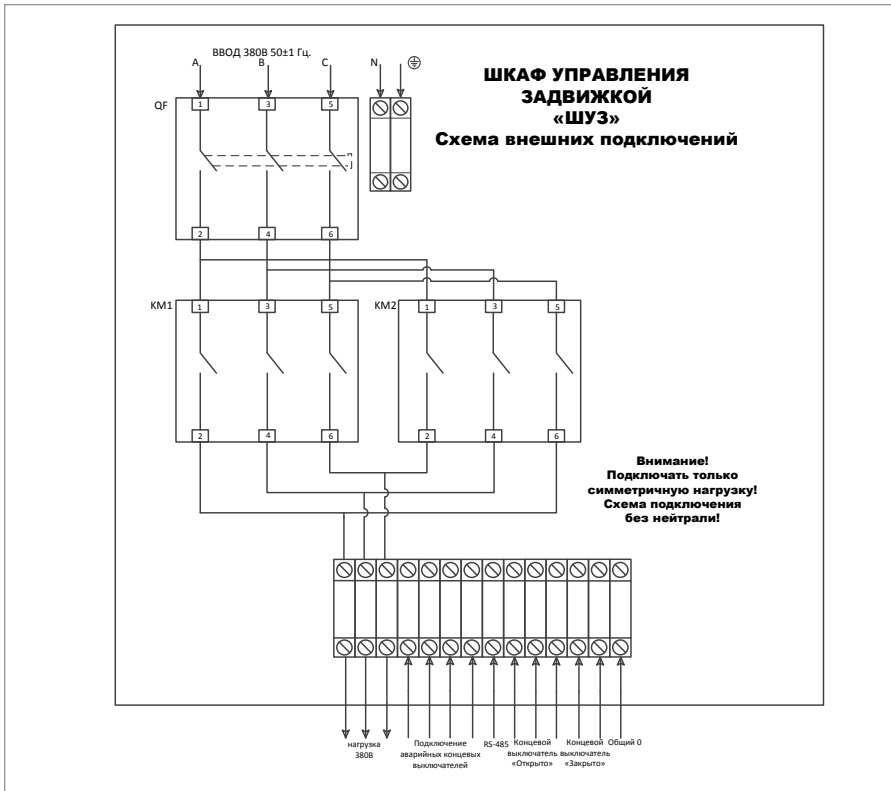 ВВОД 380В 50±1 Гц.
A B C N
ШКАФ УПРАВЛЕНИЯ
ЗАДВИЖКОЙ
«ШУЗ»
Схема внешних подключений
QF
1 3 5
2 4 6
KM1
1 3 5
2 4 6
KM2
1 3 5
2 4 6
Внимание!
Подключать только
симметричную нагрузку!
Схема подключения
без нейтрали!
нагрузка
380В
Подключение
аварийных концевых
выключателей
RS-485
Концевой
выключатель
«Открыто»
Концевой
выключатель
«Закрыто»
Общий 0